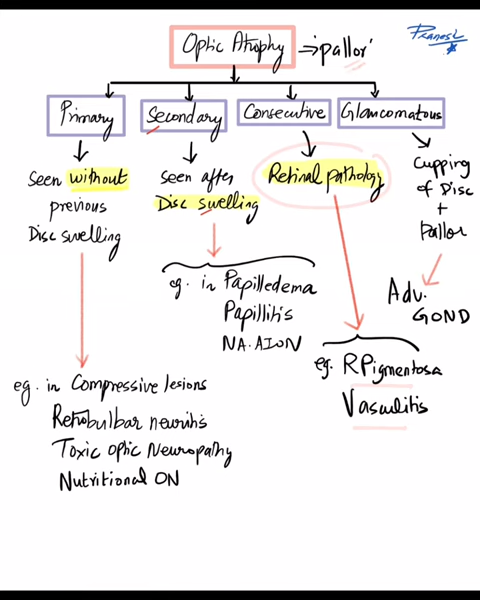 Pranesh
Optic Atrophy ⇒ 'pallor'
Primary
Secondary
Consecutive
Glaucomatous
Seen without
previous
Disc swelling
seen after
Disc swelling
Retinal pathology
Cupping
of Disc
+
Pallor
eg. in Papilledema
Papillitis
NA-AION
Adv.
GOND
eg. R.Pigmentosa
Vasculitis
eg. in Compressive lesions
Retrobulbar neuritis
Toxic optic Neuropathy
Nutritional ON